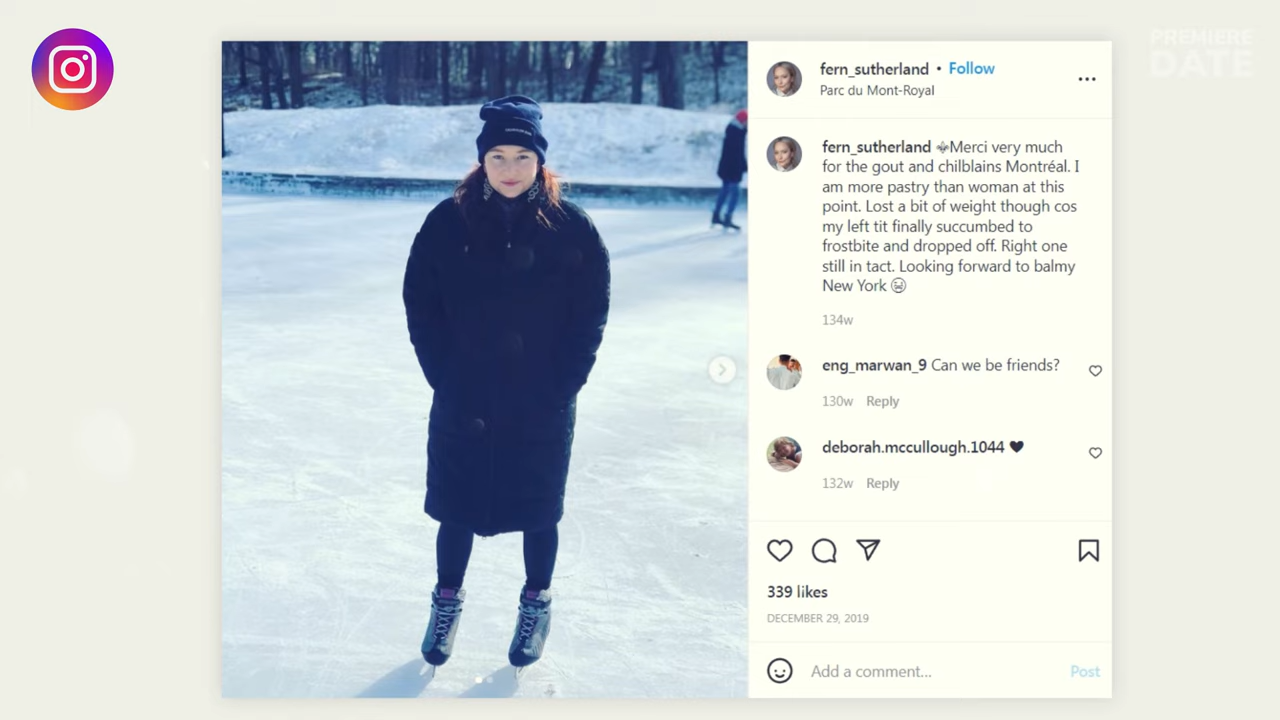 PREMIERE
DATE
fern_sutherland • Follow
Parc du Mont-Royal
fern_sutherland ⚜Merci very much
for the gout and chilblains Montréal. I
am more pastry than woman at this
point. Lost a bit of weight though cos
my left tit finally succumbed to
frostbite and dropped off. Right one
still in tact. Looking forward to balmy
New York 😭
134w
eng_marwan_9 Can we be friends?
130w Reply
deborah.mccullough.1044 🖤
132w Reply
339 likes
DECEMBER 29, 2019
Add a comment... Post